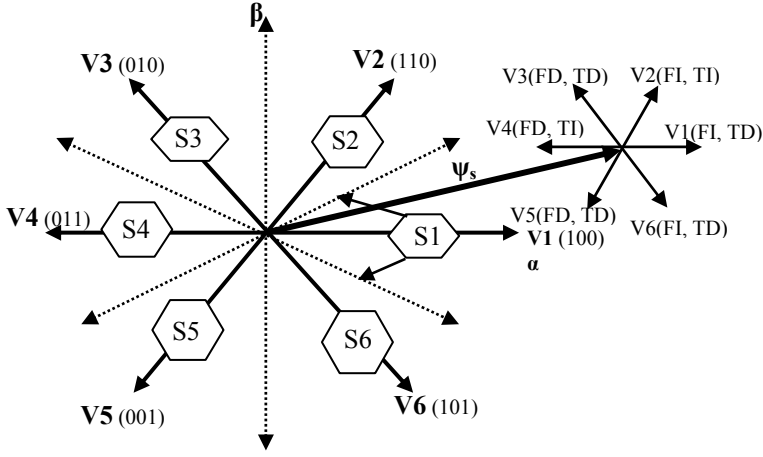 β
V3 (010)
V2 (110)
V3(FD, TD)
V2(FI, TI)
S3
S2
V4(FD, TI)
V1(FI, TD)
ψs
V4 (011)
S4
S1
V5(FD, TD)
V6(FI, TD)
V1 (100)
α
S5
S6
V5 (001)
V6 (101)